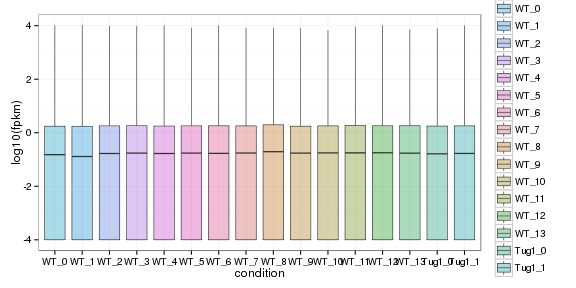 log10(fpkm)
4
2
0
-2
-4
WT_0 WT_1 WT_2 WT_3 WT_4 WT_5 WT_6 WT_7 WT_8 WT_9 WT_10 WT_11 WT_12 WT_13 Tug1_0 Tug1_1
condition
WT_0
WT_1
WT_2
WT_3
WT_4
WT_5
WT_6
WT_7
WT_8
WT_9
WT_10
WT_11
WT_12
WT_13
Tug1_0
Tug1_1